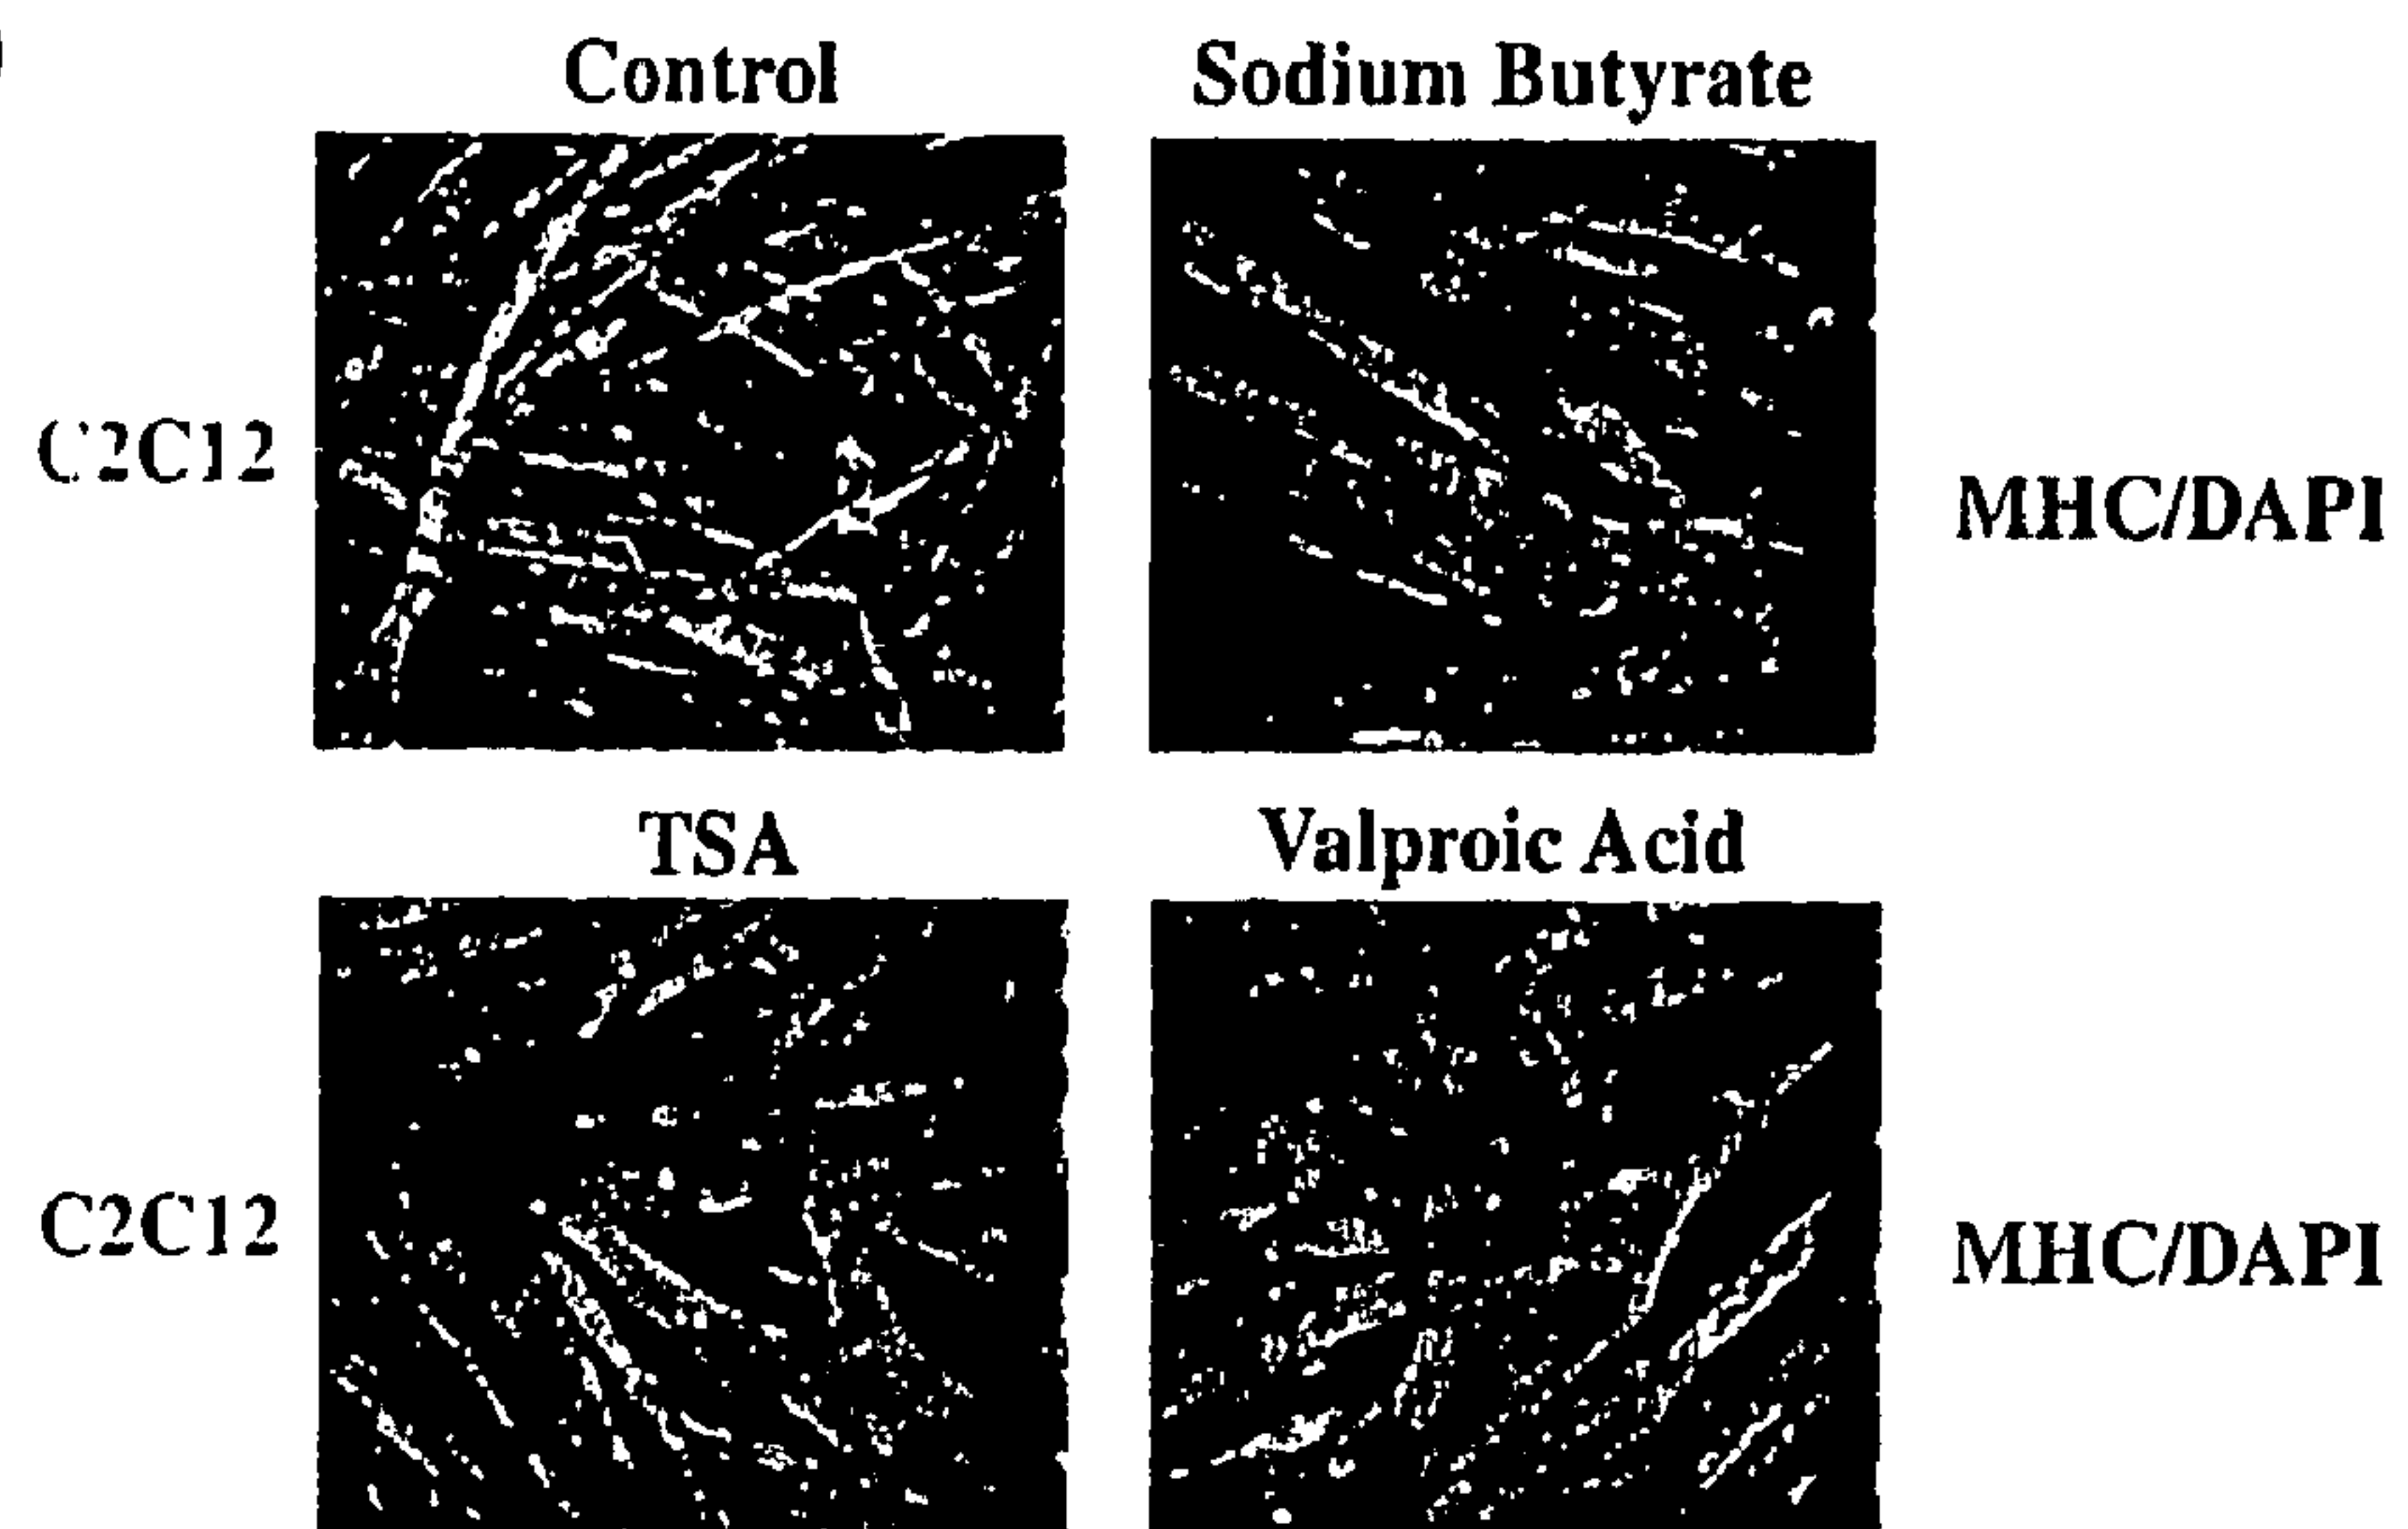 Control Sodium Butyrate
C2C12 MHC/DAPI
TSA Valproic Acid
C2C12 MHC/DAPI